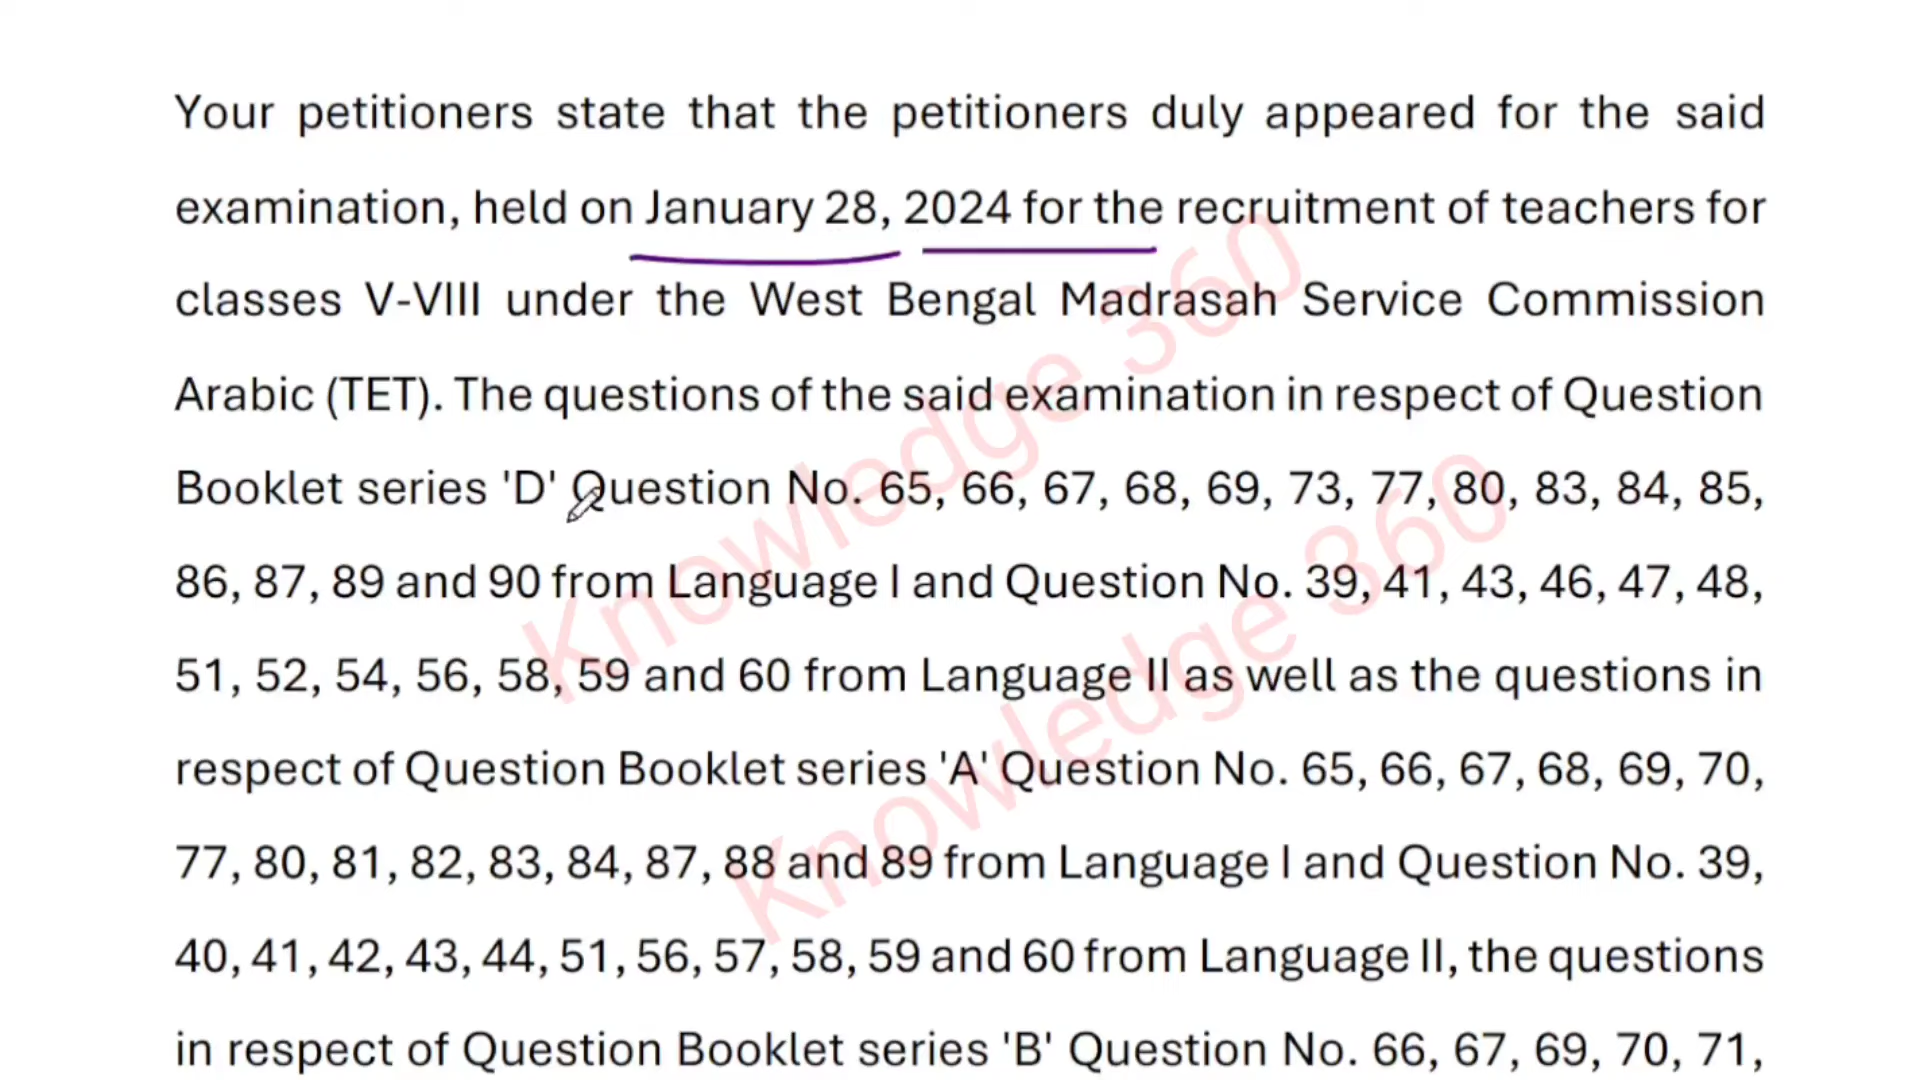 Your petitioners state that the petitioners duly appeared for the said
examination, held on January 28, 2024 for the recruitment of teachers for
classes V-VIII under the West Bengal Madrasah Service Commission
Arabic (TET). The questions of the said examination in respect of Question
Booklet series 'D' Question No. 65, 66, 67, 68, 69, 73, 77, 80, 83, 84, 85,
86, 87, 89 and 90 from Language I and Question No. 39, 41, 43, 46, 47, 48,
51, 52, 54, 56, 58, 59 and 60 from Language II as well as the questions in
respect of Question Booklet series 'A' Question No. 65, 66, 67, 68, 69, 70,
77, 80, 81, 82, 83, 84, 87, 88 and 89 from Language I and Question No. 39,
40, 41, 42, 43, 44, 51, 56, 57, 58, 59 and 60 from Language II, the questions
in respect of Question Booklet series 'B' Question No. 66, 67, 69, 70, 71,
Knowledge 360
Knowledge 360